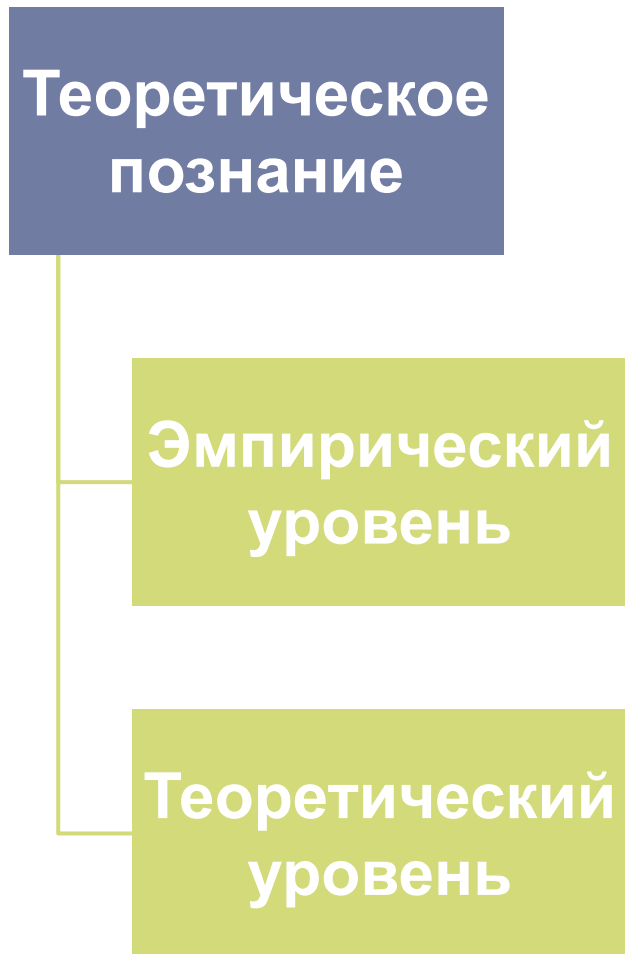 Теоретическое
познание
Эмпирический
уровень
Теоретический
уровень